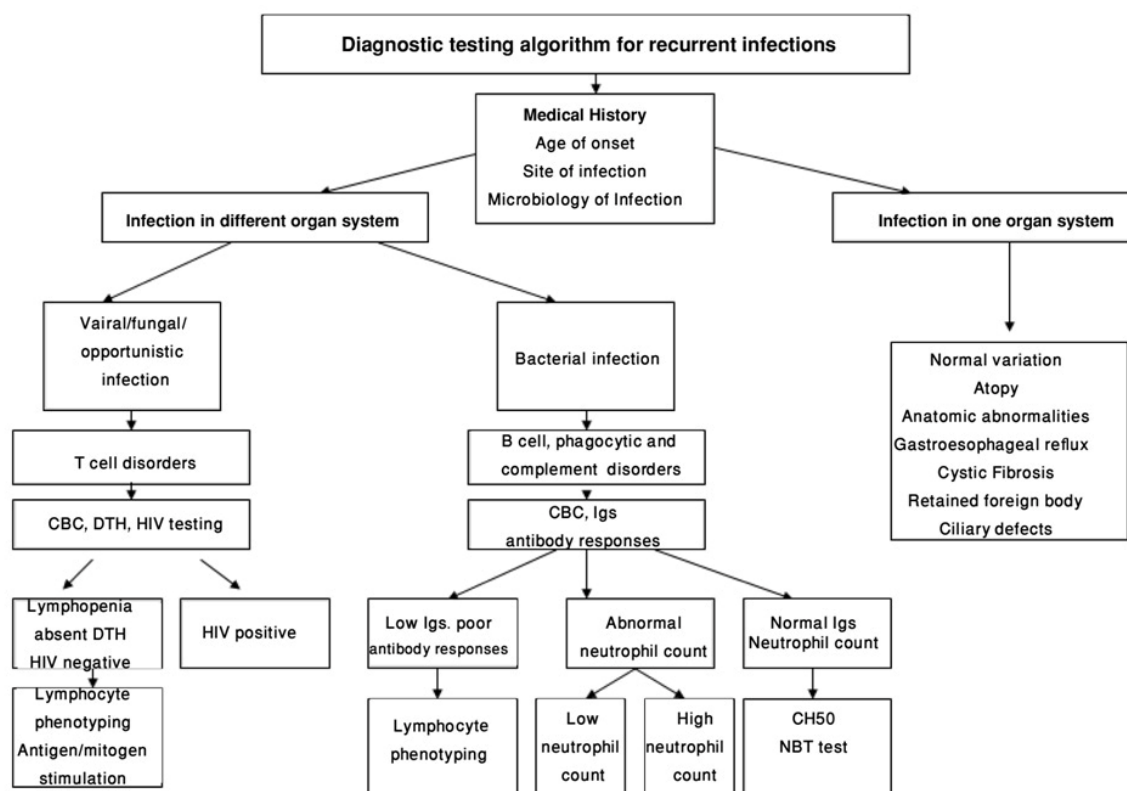 Diagnostic testing algorithm for recurrent infections
Medical History
Age of onset
Site of infection
Microbiology of Infection
Infection in different organ system
Infection in one organ system
Vairal/fungal/
opportunistic
infection
Bacterial infection
Normal variation
Atopy
Anatomic abnormalities
Gastroesophageal reflux
Cystic Fibrosis
Retained foreign body
Ciliary defects
T cell disorders
B cell, phagocytic and
complement disorders
CBC, DTH, HIV testing
CBC, Igs
antibody responses
Lymphopenia
absent DTH
HIV negative
HIV positive
Low Igs. poor
antibody responses
Abnormal
neutrophil count
Normal Igs
Neutrophil count
Lymphocyte
phenotyping
Antigen/mitogen
stimulation
Lymphocyte
phenotyping
Low
neutrophil
count
High
neutrophil
count
CH50
NBT test